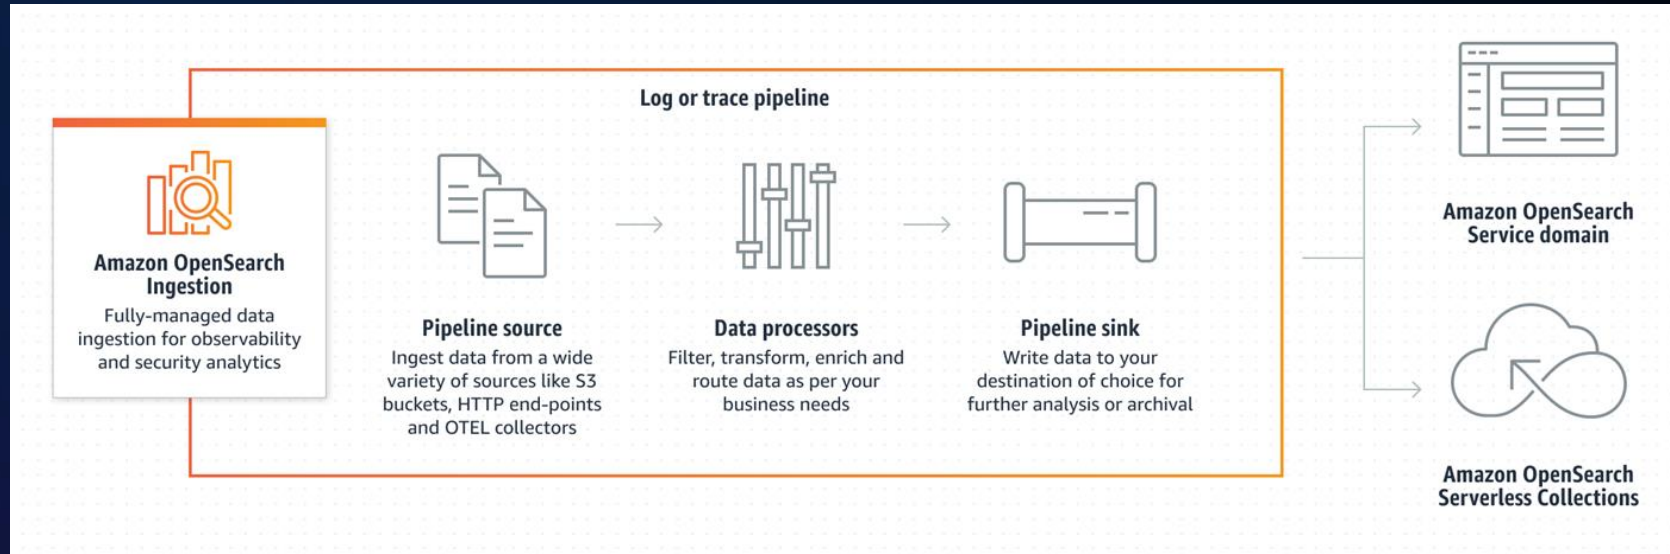 Log or trace pipeline
Amazon OpenSearch
Ingestion
Fully-managed data
ingestion for observability
and security analytics
Pipeline source
Ingest data from a wide
variety of sources like S3
buckets, HTTP end-points
and OTEL collectors
Data processors
Filter, transform, enrich and
route data as per your
business needs
Pipeline sink
Write data to your
destination of choice for
further analysis or archival
Amazon OpenSearch
Service domain
Amazon OpenSearch
Serverless Collections